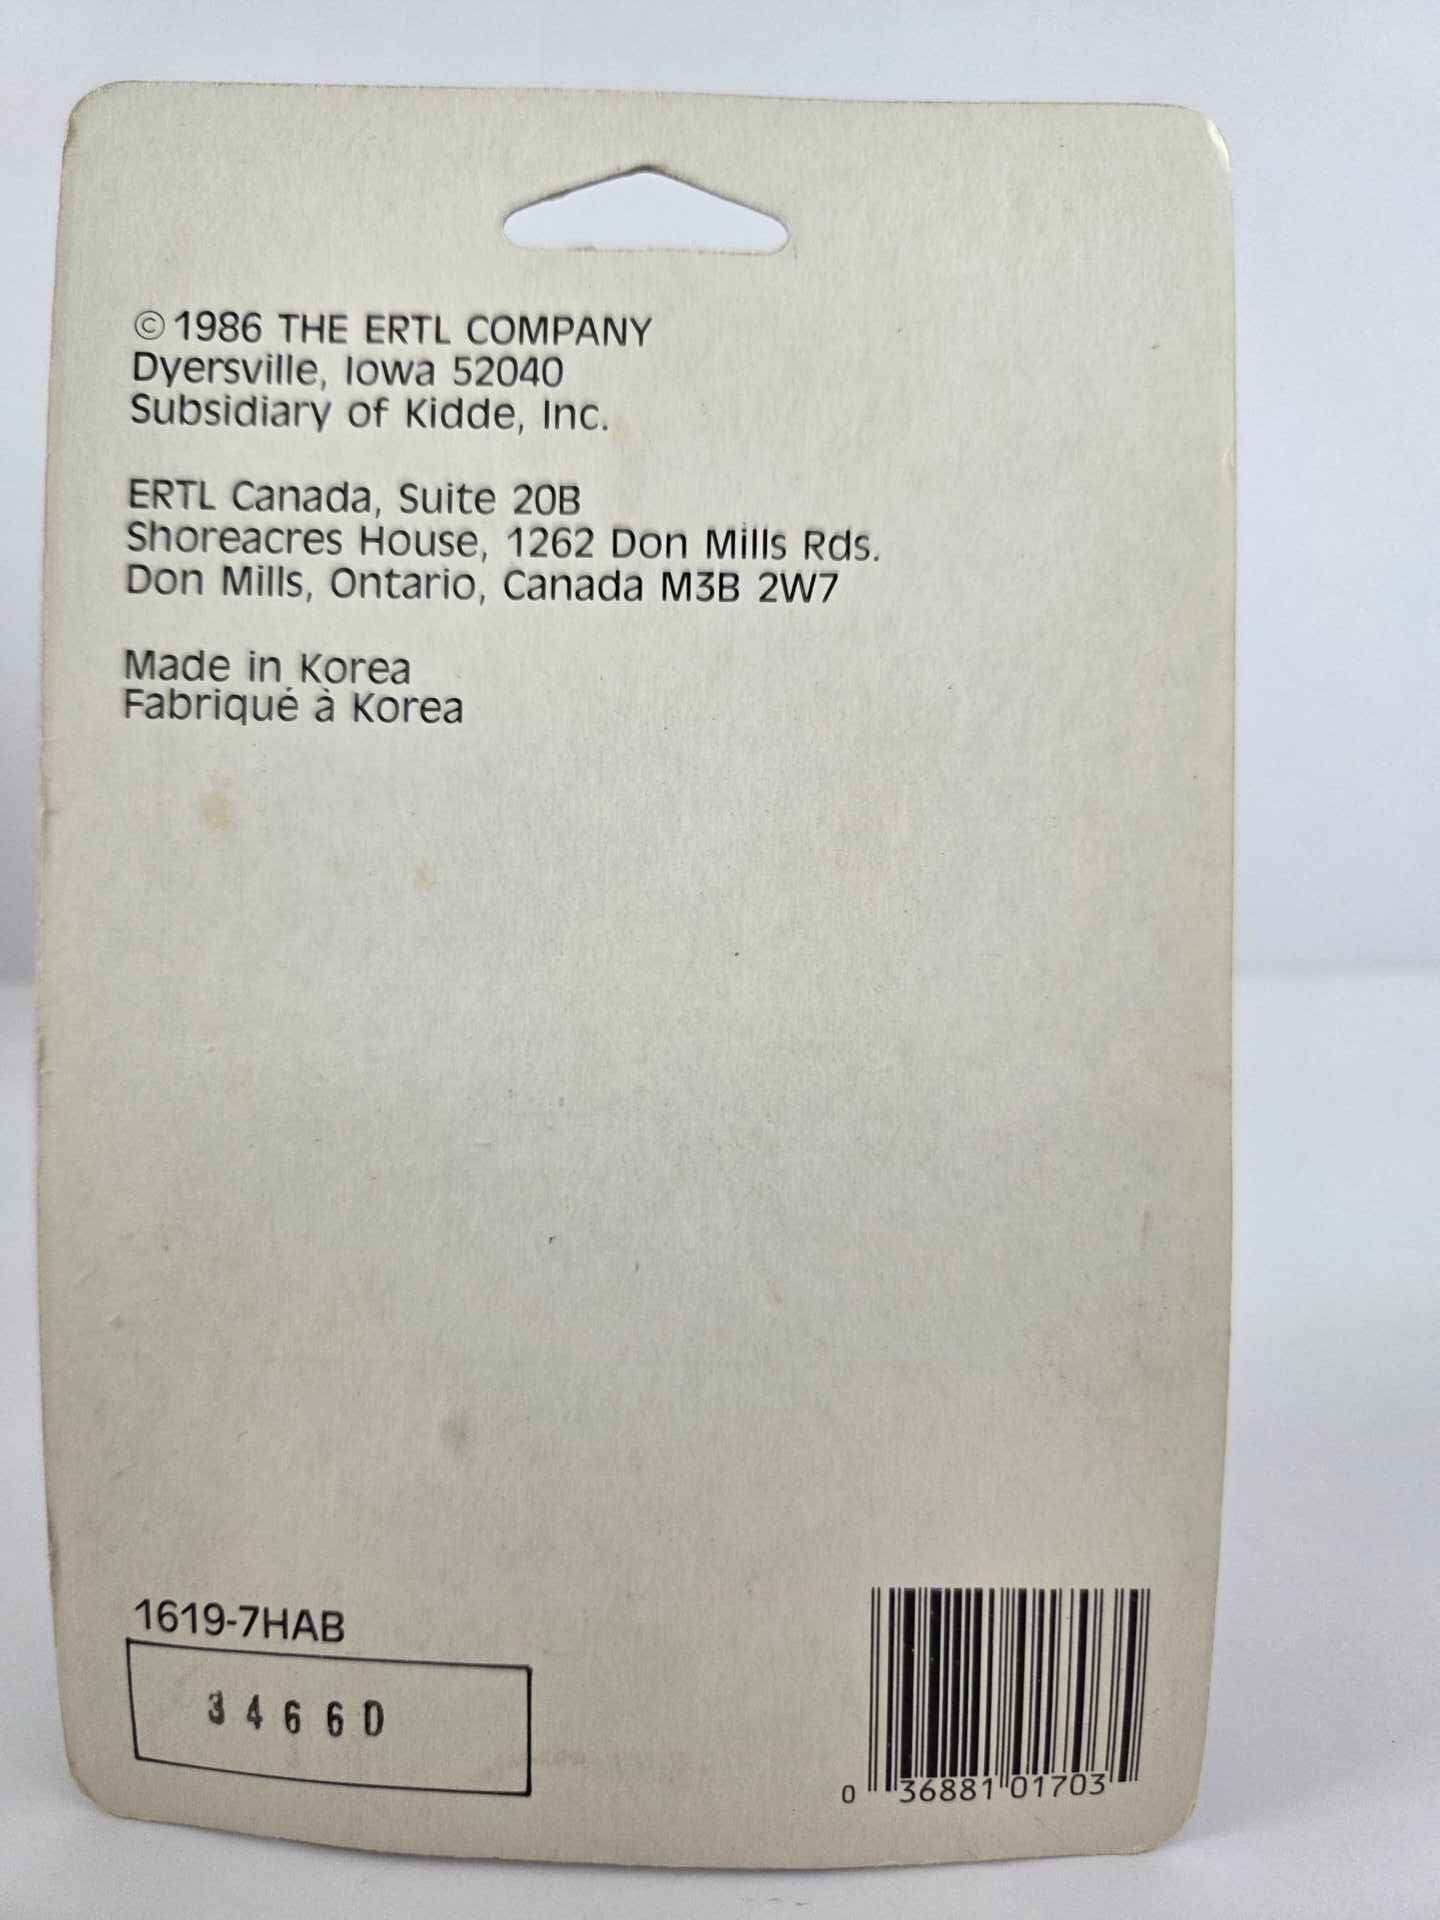 © 1986 THE ERTL COMPANY
Dyersville, Iowa 52040
Subsidiary of Kidde, Inc.
ERTL Canada, Suite 20B
Shoreacres House, 1262 Don Mills Rds.
Don Mills, Ontario, Canada M3B 2W7
Made in Korea
Fabriqué à Korea
1619-7HAB
3466D
0 36881 01703